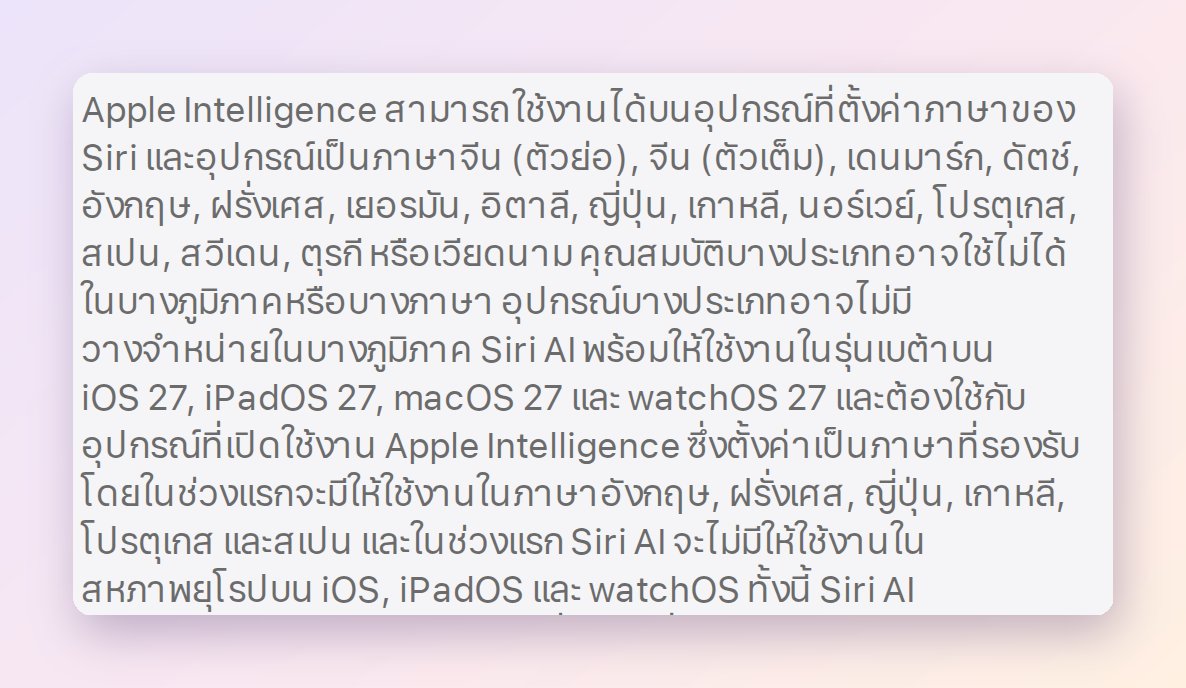 Apple Intelligence สามารถใช้งานได้บนอุปกรณ์ที่ตั้งค่าภาษาของ
Siri และอุปกรณ์เป็นภาษาจีน (ตัวย่อ), จีน (ตัวเต็ม), เดนมาร์ก, ดัตช์,
อังกฤษ, ฝรั่งเศส, เยอรมัน, อิตาลี, ญี่ปุ่น, เกาหลี, นอร์เวย์, โปรตุเกส,
สเปน, สวีเดน, ตุรกี หรือเวียดนาม คุณสมบัติบางประเภทอาจใช้ไม่ได้
ในบางภูมิภาคหรือบางภาษา อุปกรณ์บางประเภทอาจไม่มี
วางจำหน่ายในบางภูมิภาค Siri AI พร้อมให้ใช้งานในรุ่นเบต้าบน
iOS 27, iPadOS 27, macOS 27 และ watchOS 27 และต้องใช้กับ
อุปกรณ์ที่เปิดใช้งาน Apple Intelligence ซึ่งตั้งค่าเป็นภาษาที่รองรับ
โดยในช่วงแรกจะมีให้ใช้งานในภาษาอังกฤษ, ฝรั่งเศส, ญี่ปุ่น, เกาหลี,
โปรตุเกส และสเปน และในช่วงแรก Siri AI จะไม่มีให้ใช้งานใน
สหภาพยุโรปบน iOS, iPadOS และ watchOS ทั้งนี้ Siri AI